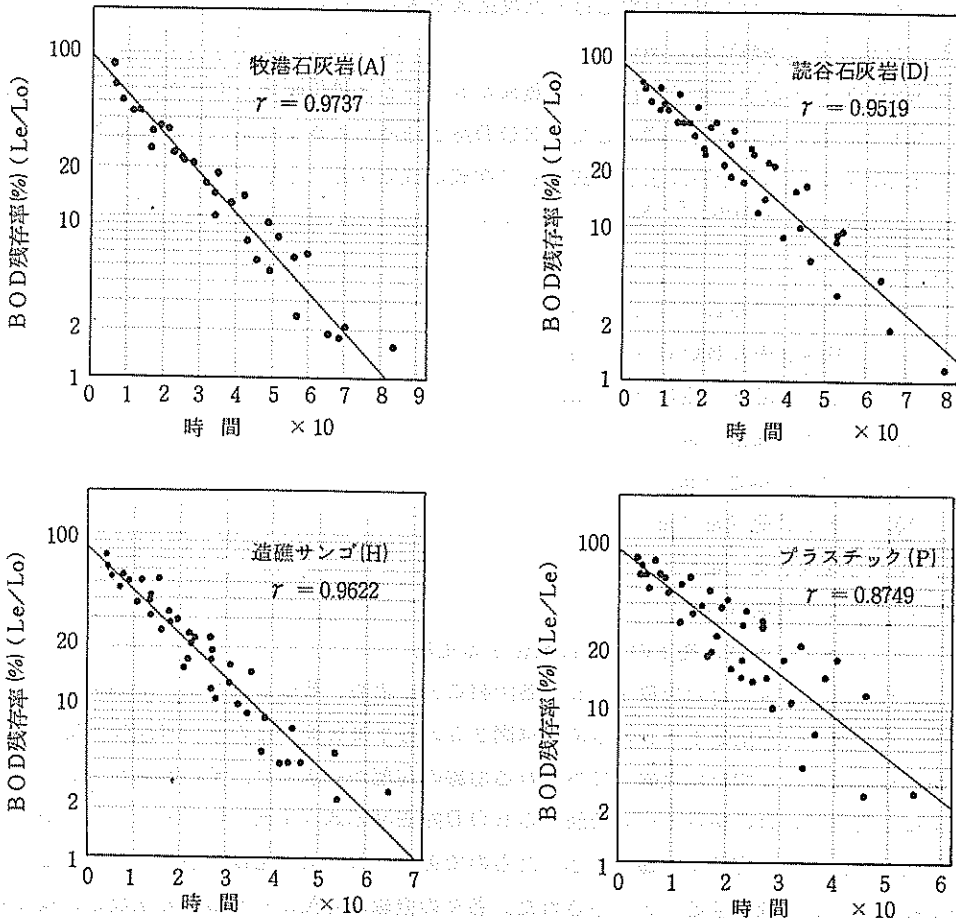 BOD残存率(%) (Le/Lo)
牧港石灰岩(A)
r = 0.9737
100
20
10
2
1
0 1 2 3 4 5 6 7 8 9
時 間 ×10
BOD残存率(%) (Le/Lo)
読谷石灰岩(D)
r = 0.9519
100
20
10
2
1
0 1 2 3 4 5 6 7 8
時 間 ×10
BOD残存率(%) (Le/Lo)
造礁サンゴ(H)
r = 0.9622
100
20
10
2
1
0 1 2 3 4 5 6 7
時 間 ×10
BOD残存率(%) (Le/Le)
プラスチック(P)
r = 0.8749
100
20
10
2
1
0 1 2 3 4 5 6
時 間 ×10